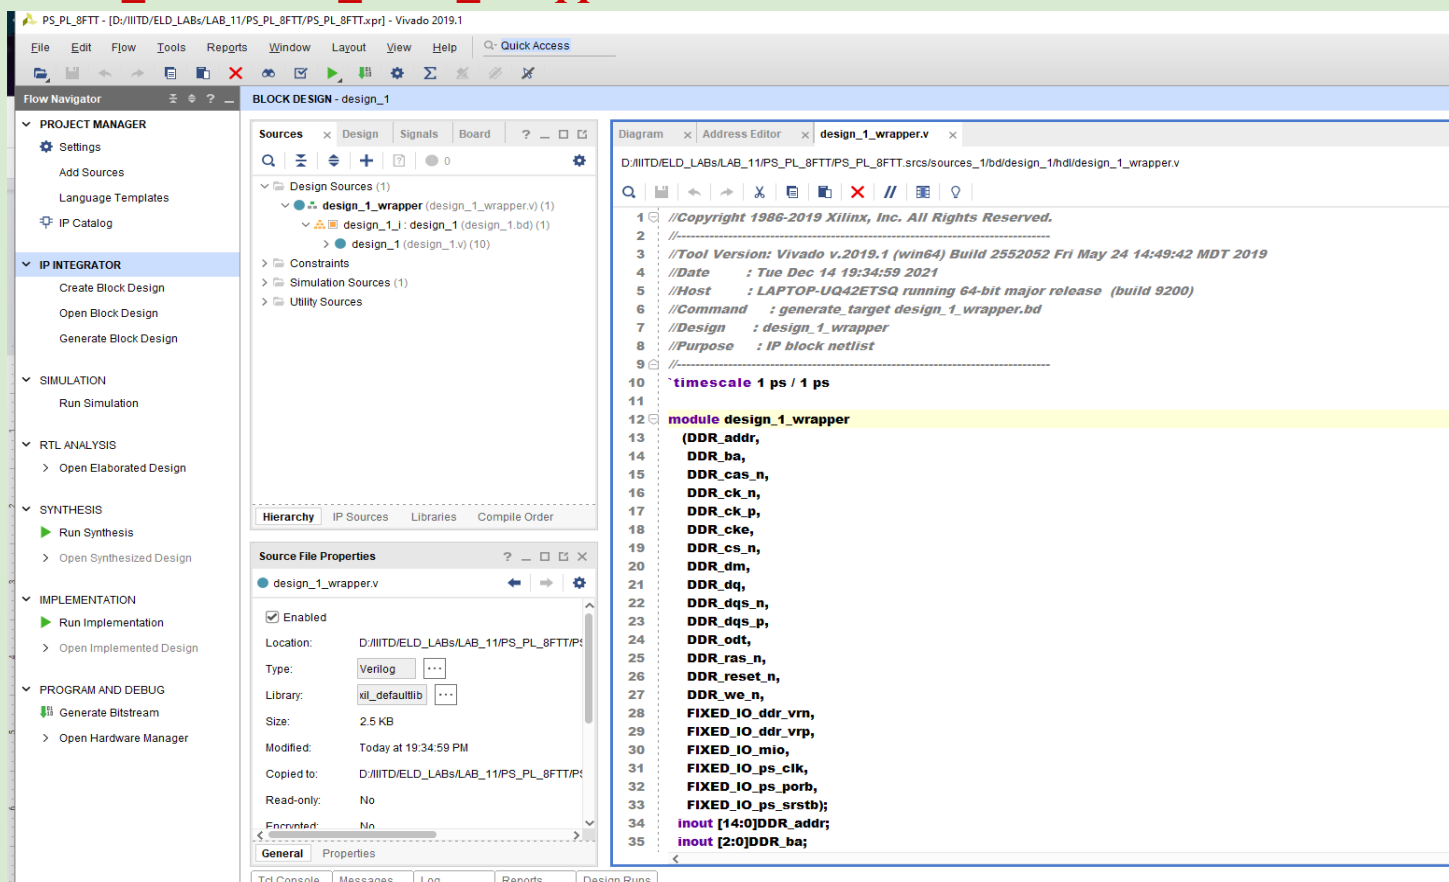 PS_PL_8FTT - [D:/IIITD/ELD_LABs/LAB_11/PS_PL_8FTT/PS_PL_8FTT.xpr] - Vivado 2019.1
File Edit Flow Tools Reports Window Layout View Help Quick Access
Flow Navigator
PROJECT MANAGER
Settings
Add Sources
Language Templates
IP Catalog
IP INTEGRATOR
Create Block Design
Open Block Design
Generate Block Design
SIMULATION
Run Simulation
RTL ANALYSIS
Open Elaborated Design
SYNTHESIS
Run Synthesis
Open Synthesized Design
IMPLEMENTATION
Run Implementation
Open Implemented Design
PROGRAM AND DEBUG
Generate Bitstream
Open Hardware Manager
BLOCK DESIGN - design_1
Sources Design Signals Board
0
Design Sources (1)
design_1_wrapper (design_1_wrapper.v) (1)
design_1_i : design_1 (design_1.bd) (1)
design_1 (design_1.v) (10)
Constraints
Simulation Sources (1)
Utility Sources
Hierarchy IP Sources Libraries Compile Order
Source File Properties
design_1_wrapper.v
Enabled
Location: D:/IIITD/ELD_LABs/LAB_11/PS_PL_8FTT/PS
Type: Verilog
Library: xil_defaultlib
Size: 2.5 KB
Modified: Today at 19:34:59 PM
Copied to: D:/IIITD/ELD_LABs/LAB_11/PS_PL_8FTT/PS
Read-only: No
Encrypted: No
General Properties
Tcl Console Messages Log Reports Design Runs
Diagram Address Editor design_1_wrapper.v
D:/IIITD/ELD_LABs/LAB_11/PS_PL_8FTT/PS_PL_8FTT.srcs/sources_1/bd/design_1/hdl/design_1_wrapper.v
1 //Copyright 1986-2019 Xilinx, Inc. All Rights Reserved.
2 //--------------------------------------------------------------------------------
3 //Tool Version: Vivado v.2019.1 (win64) Build 2552052 Fri May 24 14:49:42 MDT 2019
4 //Date : Tue Dec 14 19:34:59 2021
5 //Host : LAPTOP-UQ42ETSQ running 64-bit major release (build 9200)
6 //Command : generate_target design_1_wrapper.bd
7 //Design : design_1_wrapper
8 //Purpose : IP block netlist
9 //--------------------------------------------------------------------------------
10 `timescale 1 ps / 1 ps
11
12 module design_1_wrapper
13 (DDR_addr,
14 DDR_ba,
15 DDR_cas_n,
16 DDR_ck_n,
17 DDR_ck_p,
18 DDR_cke,
19 DDR_cs_n,
20 DDR_dm,
21 DDR_dq,
22 DDR_dqs_n,
23 DDR_dqs_p,
24 DDR_odt,
25 DDR_ras_n,
26 DDR_reset_n,
27 DDR_we_n,
28 FIXED_IO_ddr_vrn,
29 FIXED_IO_ddr_vrp,
30 FIXED_IO_mio,
31 FIXED_IO_ps_clk,
32 FIXED_IO_ps_porb,
33 FIXED_IO_ps_srstb);
34 inout [14:0]DDR_addr;
35 inout [2:0]DDR_ba;